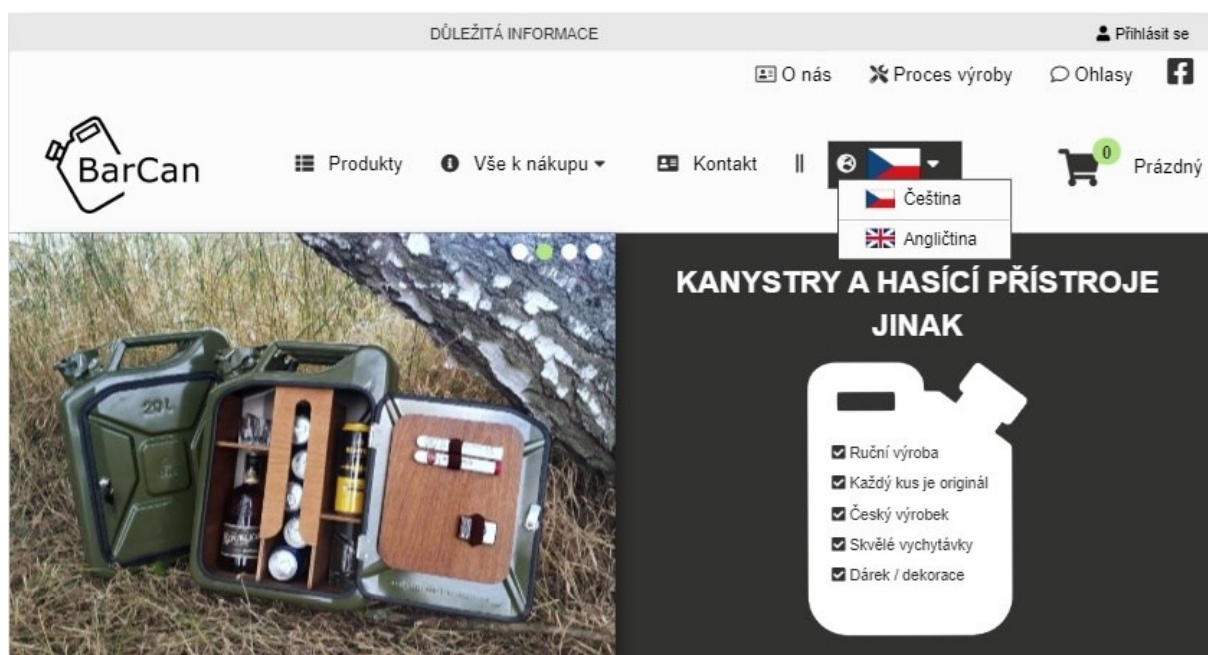 DŮLEŽITÁ INFORMACE
Přihlásit se
O nás
Proces výroby
Ohlasy
BarCan
Produkty
Vše k nákupu
Kontakt
||
0
Prázdný
Čeština
Angličtina
KANYSTRY A HASÍCÍ PŘÍSTROJE
JINAK
20 L
Ruční výroba
Každý kus je originál
Český výrobek
Skvělé vychytávky
Dárek / dekorace